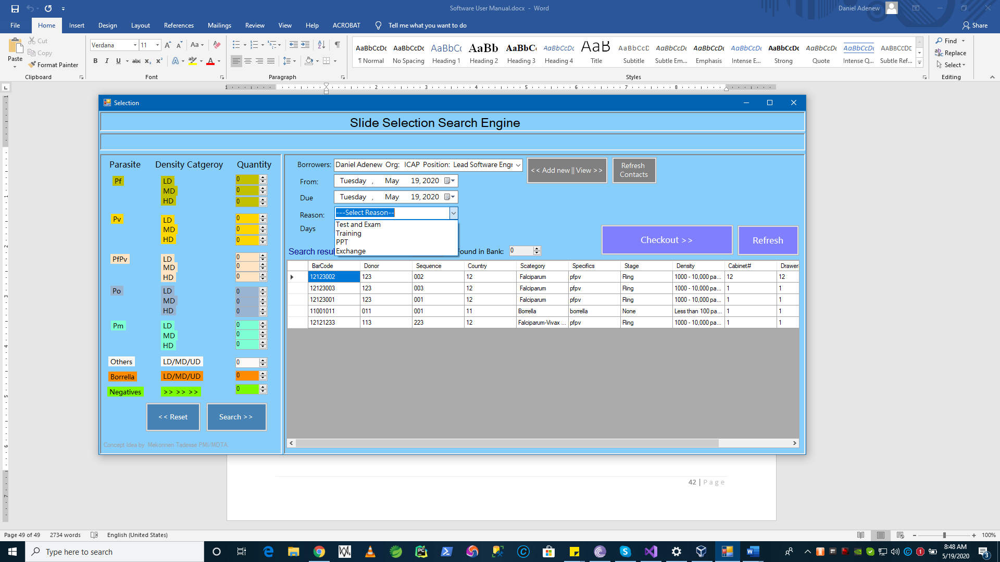 Software User Manual.docx - Word
Daniel Adenew
File Home Insert Design Layout References Mailings Review View Help ACROBAT Tell me what you want to do
Share
Paste
Cut
Copy
Format Painter
Clipboard
Verdana 11
Font
Paragraph
AaBbCcDc AaBbCcDc AaBbCc AaBb AaBbC AaBbCcDc AaB AaBbCcD AaBbCcDc AaBbCcDc AaBbCcDc AaBbCcDc AaBbCcDc AaBbCcDc AABBCCDE
¶ Normal No Spacing Heading 1 Heading 2 Heading 3 Heading 4 Title Subtitle Subtle Em... Emphasis Intense E... Strong Quote Intense Q... Subtle Ref...
Styles
Find
Replace
Select
Editing
Selection
Slide Selection Search Engine
Parasite Density Catgeroy Quantity
Pf LD 0
MD 0
HD 0
Pv LD 0
MD 0
HD 0
PfPv LD 0
MD 0
HD 0
Po LD 0
MD 0
HD 0
Pm LD 0
MD 0
HD 0
Others LD/MD/UD 0
Borrella LD/MD/UD 0
Negatives >> >> >> 0
<< Reset Search >>
Concept Idea by Mekonnen Tadesse PMI/MDTA.
Borrowers: Daniel Adenew Org: ICAP Position: Lead Software Engr
<< Add new || View >>
Refresh Contacts
From: Tuesday , May 19, 2020
Due Tuesday , May 19, 2020
Reason: ---Select Reason--
Days
Test and Exam
Training
PPT
Exchange
Checkout >> Refresh
Search resul Found in Bank: 0
BarCode Donor Sequence Country Scategory Specifics Stage Density Cabinet# Drawer#
12123002 123 002 12 Falciparum pfpv Ring 1000 - 10,000 pa... 12 12
12123003 123 003 12 Falciparum pfpv Ring 1000 - 10,000 pa... 1 1
12123001 123 001 12 Falciparum pfpv Ring 1000 - 10,000 pa... 1 1
11001011 011 001 11 Borrella borrella None Less than 100 pa... 1 1
12121233 113 223 12 Falciparum-Vivax ... pfpv Ring 1000 - 10,000 pa... 1 1
42 | Page
Page 49 of 49 2734 words English (United States)
100%
Type here to search
8:48 AM
5/19/2020
3